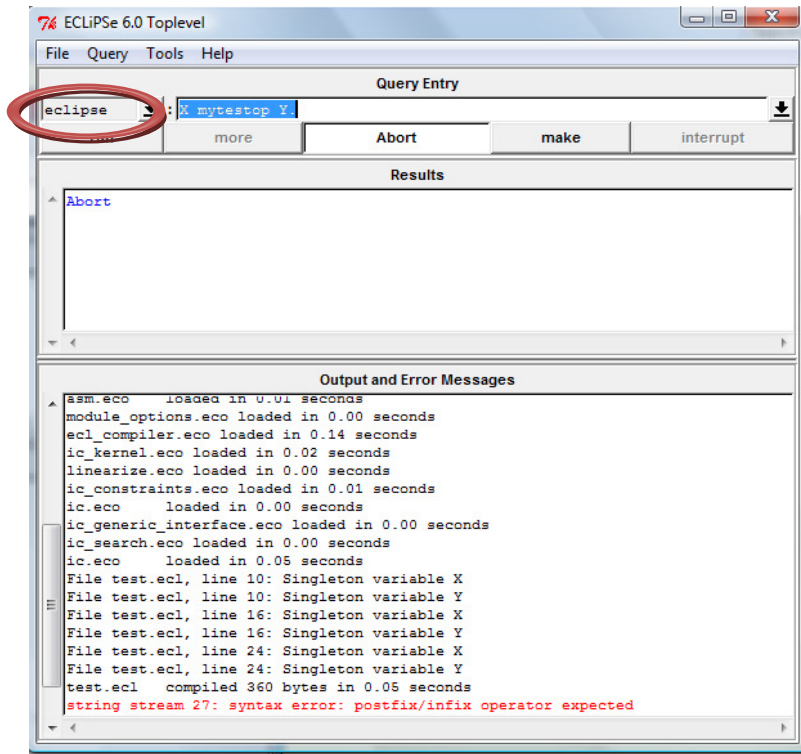 ECLiPSe 6.0 Toplevel
File Query Tools Help
Query Entry
eclipse : X mytestop Y.
more Abort make interrupt
Results
Abort
Output and Error Messages
asm.eco loaded in 0.01 seconds
module_options.eco loaded in 0.00 seconds
ecl_compiler.eco loaded in 0.14 seconds
ic_kernel.eco loaded in 0.02 seconds
linearize.eco loaded in 0.00 seconds
ic_constraints.eco loaded in 0.01 seconds
ic.eco loaded in 0.00 seconds
ic_generic_interface.eco loaded in 0.00 seconds
ic_search.eco loaded in 0.00 seconds
ic.eco loaded in 0.05 seconds
File test.ecl, line 10: Singleton variable X
File test.ecl, line 10: Singleton variable Y
File test.ecl, line 16: Singleton variable X
File test.ecl, line 16: Singleton variable Y
File test.ecl, line 24: Singleton variable X
File test.ecl, line 24: Singleton variable Y
test.ecl compiled 360 bytes in 0.05 seconds
string stream 27: syntax error: postfix/infix operator expected